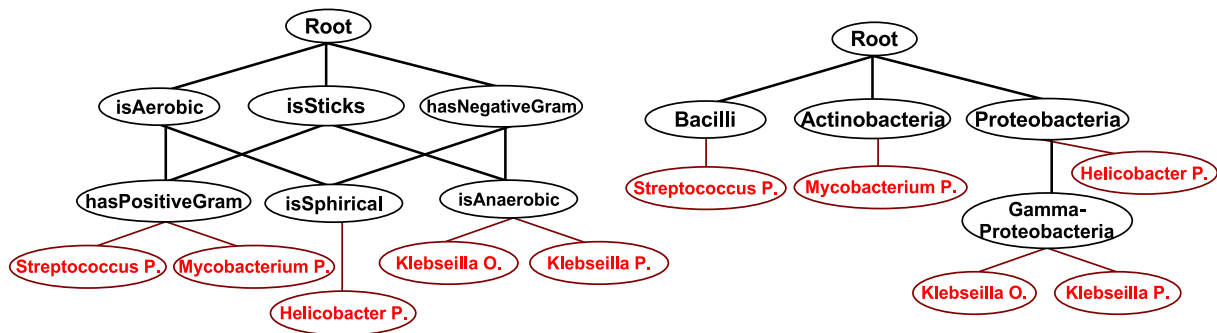 Root
isAerobic
isSticks
hasNegativeGram
hasPositiveGram
isSphirical
isAnaerobic
Streptococcus P.
Mycobacterium P.
Klebseilla O.
Klebseilla P.
Helicobacter P.
Root
Bacilli
Actinobacteria
Proteobacteria
Streptococcus P.
Mycobacterium P.
Helicobacter P.
Gamma-
Proteobacteria
Klebseilla O.
Klebseilla P.